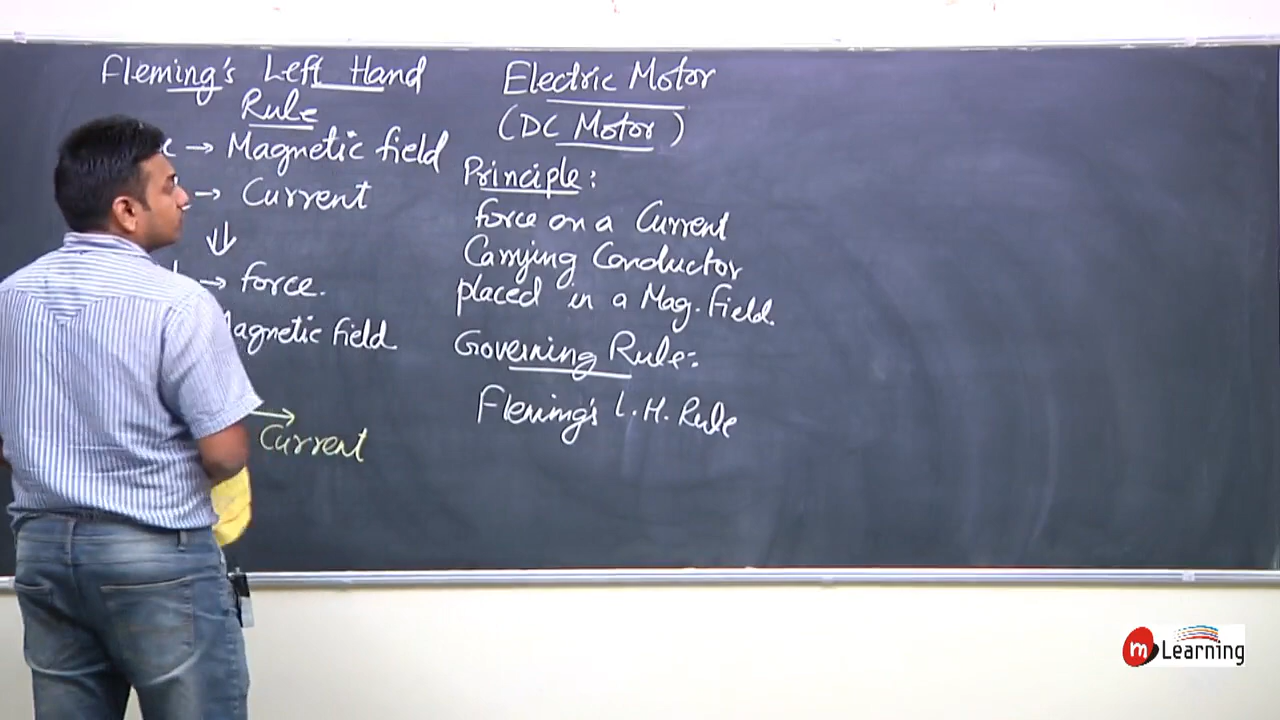 Fleming's Left Hand
Rule
→ Magnetic field
→ Current
⇓
→ force.
Magnetic field
Current
Electric Motor
(DC Motor)
Principle:
force on a Current
Carrying Conductor
placed in a Mag. field.
Governing Rule:-
Fleming's L.H. Rule
m Learning